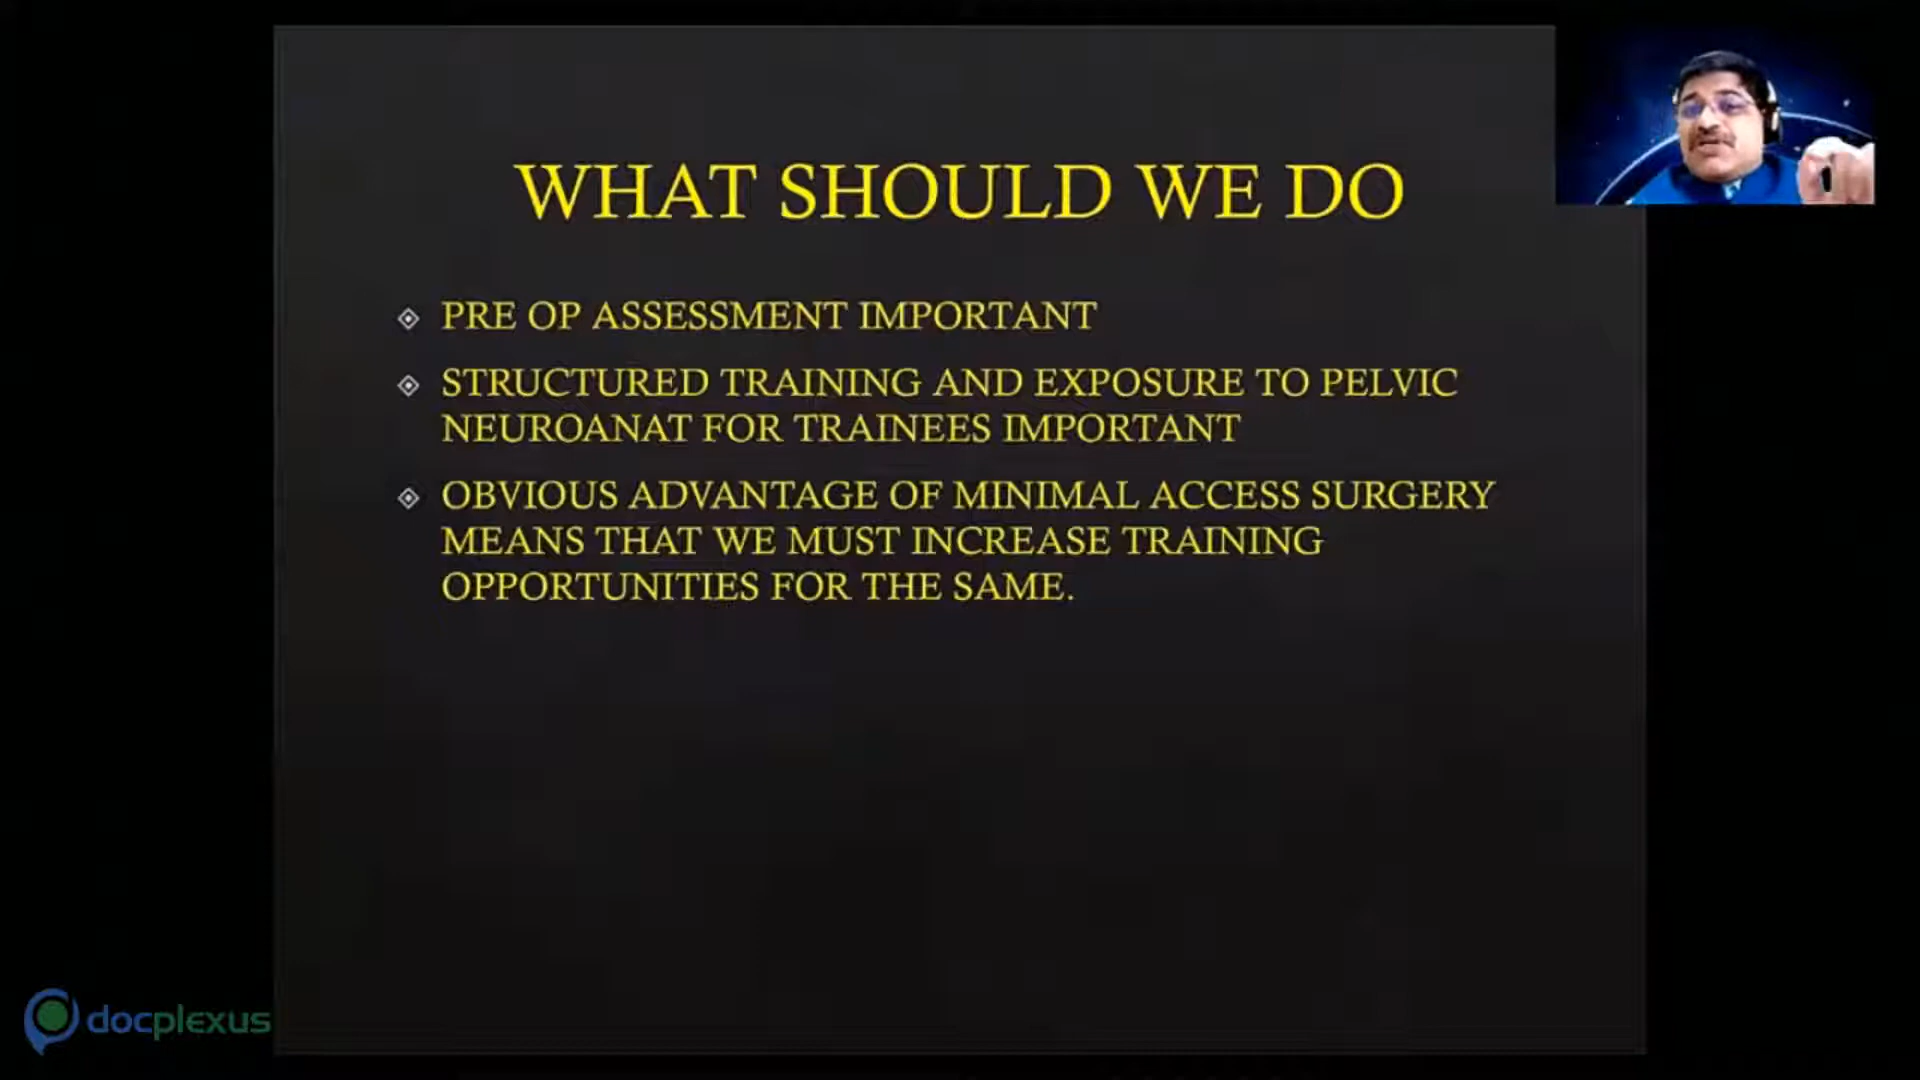 WHAT SHOULD WE DO
PRE OP ASSESSMENT IMPORTANT
STRUCTURED TRAINING AND EXPOSURE TO PELVIC
NEUROANAT FOR TRAINEES IMPORTANT
OBVIOUS ADVANTAGE OF MINIMAL ACCESS SURGERY
MEANS THAT WE MUST INCREASE TRAINING
OPPORTUNITIES FOR THE SAME.
docplexus